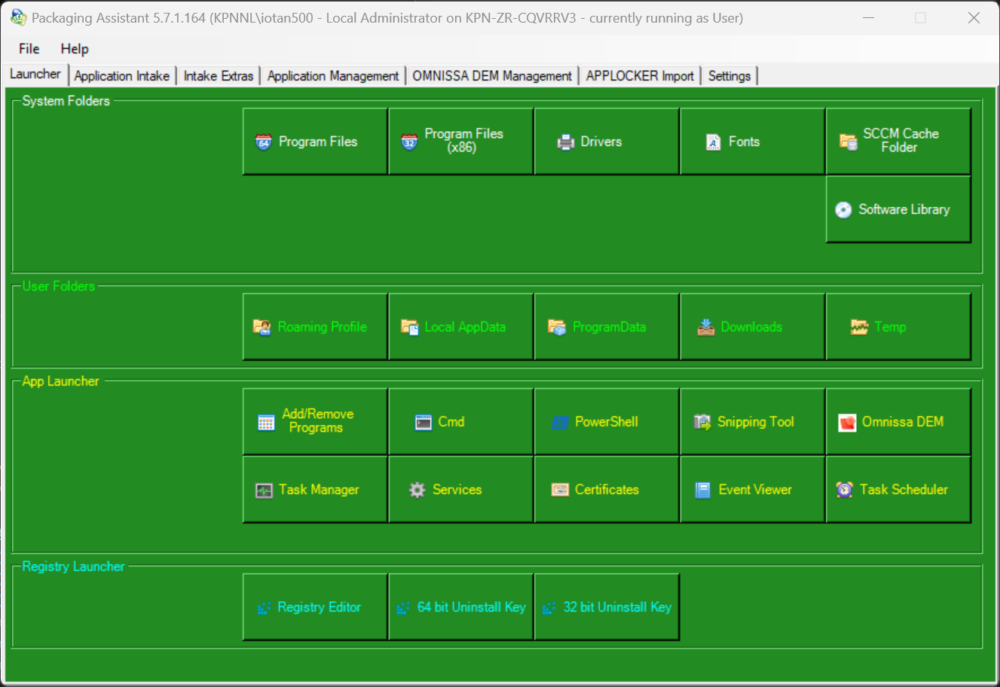 Packaging Assistant 5.7.1.164 (KPNNL\iotan500 - Local Administrator on KPN-ZR-CQVRRV3 - currently running as User)
File Help
Launcher Application Intake Intake Extras Application Management OMNISSA DEM Management APPLOCKER Import Settings
System Folders
64 Program Files
32 Program Files
(x86)
Drivers
Fonts
SCCM Cache
Folder
Software Library
User Folders
Roaming Profile
Local AppData
ProgramData
Downloads
Temp
App Launcher
Add/Remove
Programs
Cmd
PowerShell
Snipping Tool
Omnissa DEM
Task Manager
Services
Certificates
Event Viewer
Task Scheduler
Registry Launcher
Registry Editor
64 bit Uninstall Key
32 bit Uninstall Key